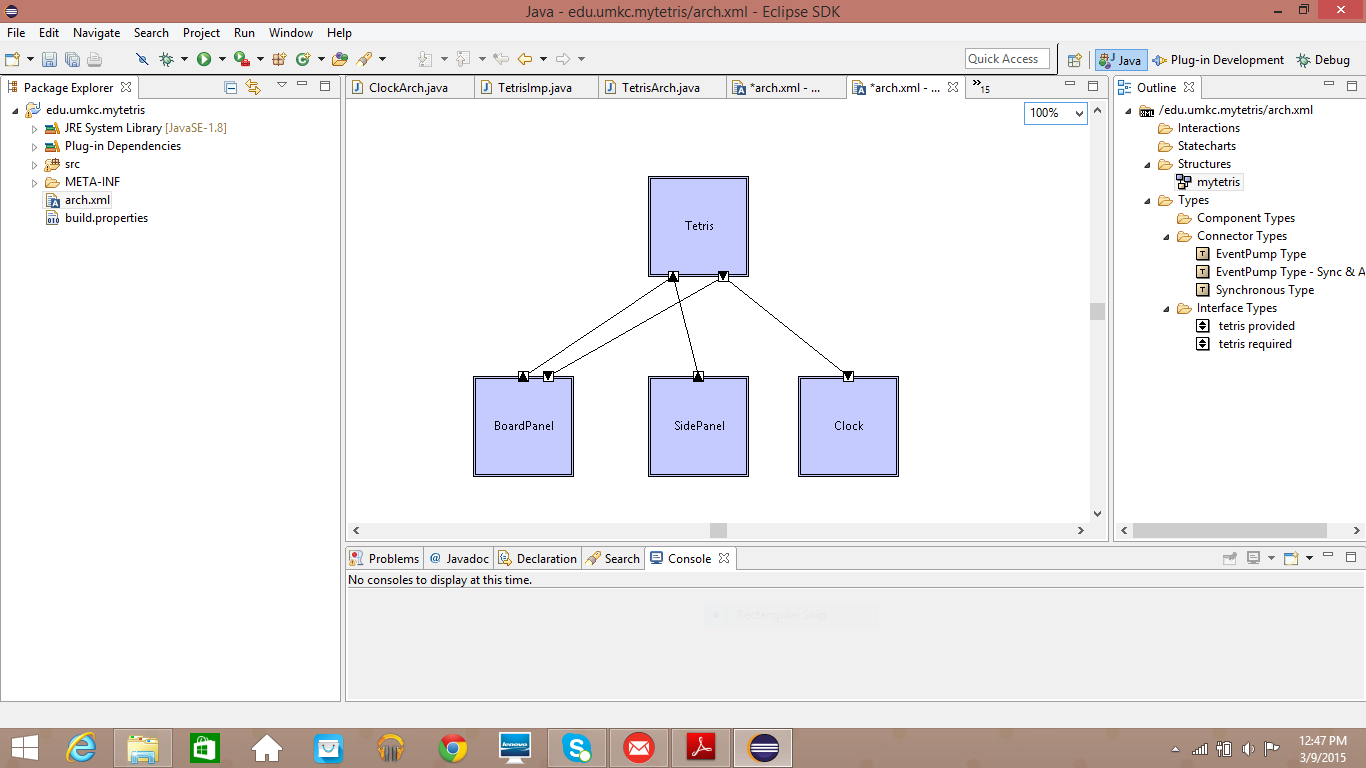 Java - edu.umkc.mytetris/arch.xml - Eclipse SDK
File Edit Navigate Search Project Run Window Help
Quick Access
Java
Plug-in Development
Debug
Package Explorer
edu.umkc.mytetris
JRE System Library [JavaSE-1.8]
Plug-in Dependencies
src
META-INF
arch.xml
build.properties
ClockArch.java
TetrisImp.java
TetrisArch.java
*arch.xml - ...
*arch.xml - ...
»15
100%
Tetris
BoardPanel
SidePanel
Clock
Outline
/edu.umkc.mytetris/arch.xml
Interactions
Statecharts
Structures
mytetris
Types
Component Types
Connector Types
EventPump Type
EventPump Type - Sync & A
Synchronous Type
Interface Types
tetris provided
tetris required
Problems
@ Javadoc
Declaration
Search
Console
No consoles to display at this time.
Rectangular Snip
lenovo
12:47 PM
3/9/2015